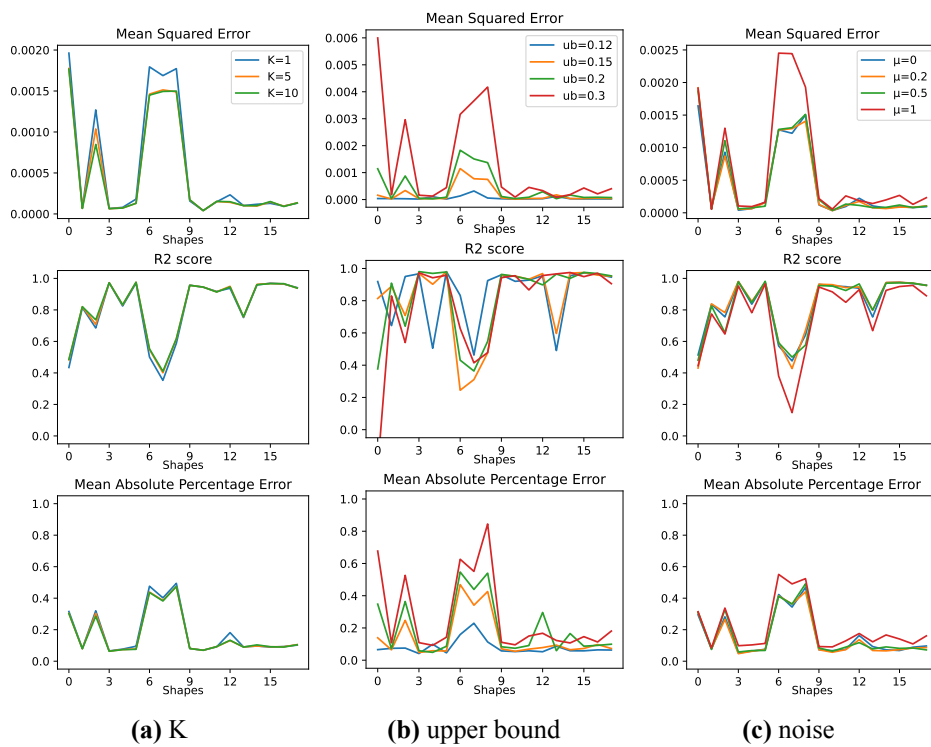 Mean Squared Error
0.0020
0.0015
0.0010
0.0005
0.0000
K=1
K=5
K=10
0 3 6 9 12 15
Shapes
R2 score
1.0
0.8
0.6
0.4
0.2
0.0
0 3 6 9 12 15
Shapes
Mean Absolute Percentage Error
1.0
0.8
0.6
0.4
0.2
0.0
0 3 6 9 12 15
Shapes
(a) K
Mean Squared Error
0.006
0.005
0.004
0.003
0.002
0.001
0.000
ub=0.12
ub=0.15
ub=0.2
ub=0.3
0 3 6 9 12 15
Shapes
R2 score
1.0
0.8
0.6
0.4
0.2
0.0
0 3 6 9 12 15
Shapes
Mean Absolute Percentage Error
1.0
0.8
0.6
0.4
0.2
0.0
0 3 6 9 12 15
Shapes
(b) upper bound
Mean Squared Error
0.0025
0.0020
0.0015
0.0010
0.0005
0.0000
μ=0
μ=0.2
μ=0.5
μ=1
0 3 6 9 12 15
Shapes
R2 score
1.0
0.8
0.6
0.4
0.2
0.0
0 3 6 9 12 15
Shapes
Mean Absolute Percentage Error
1.0
0.8
0.6
0.4
0.2
0.0
0 3 6 9 12 15
Shapes
(c) noise